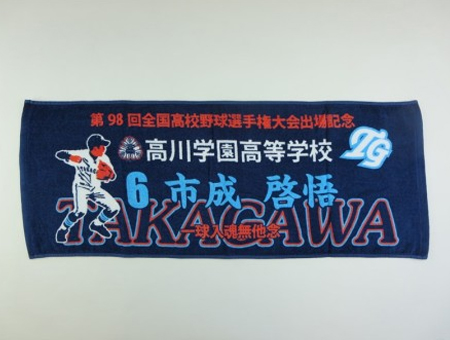 第98回全国高校野球選手権大会出場記念
高川学園高等学校 TG
6 市成 啓悟
TAKAGAWA
一球入魂無他念